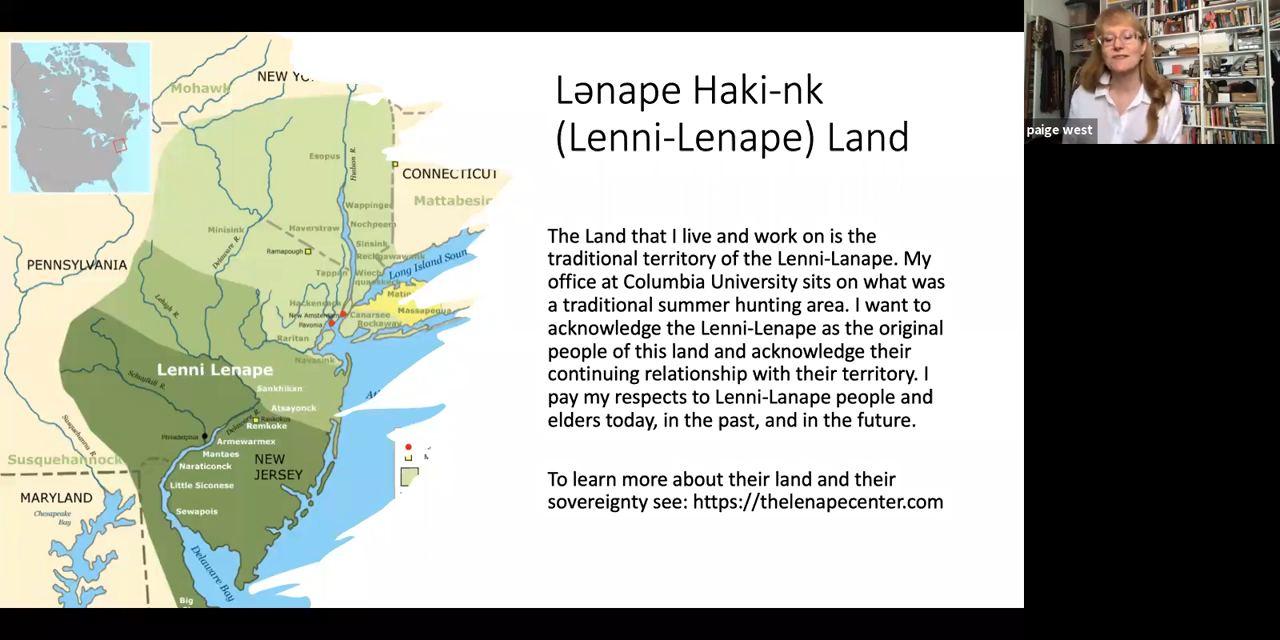 Lənape Haki-nk
(Lenni-Lenape) Land
The Land that I live and work on is the
traditional territory of the Lenni-Lanape. My
office at Columbia University sits on what was
a traditional summer hunting area. I want to
acknowledge the Lenni-Lenape as the original
people of this land and acknowledge their
continuing relationship with their territory. I
pay my respects to Lenni-Lanape people and
elders today, in the past, and in the future.
To learn more about their land and their
sovereignty see: https://thelenapecenter.com
paige west
NEW YO
Mohawk
Esopus
Hudson R.
CONNECTICUT
Mattabesic
Wappinger
Nochpeem
Minisink
Haverstraw
Sinsink
Ramapough
Delaware R.
PENNSYLVANIA
Tappan
Long Island Soun
Lehigh R.
Hackensack
New Amsterdam
Pavonia
Canarsee
Rockaway
Massapequa
Raritan
Navasink
Lenni Lenape
Schuylkill R.
Sankhikan
Atsayonck
Delaware R.
Rankokus
Remkoke
Philadelphia
Armewarmex
Mantaes
Naraticonck
NEW
JERSEY
Little Siconese
Sewapois
Susquehanna R.
Susquehannock
MARYLAND
Chesapeake
Bay
Delaware Bay
Big